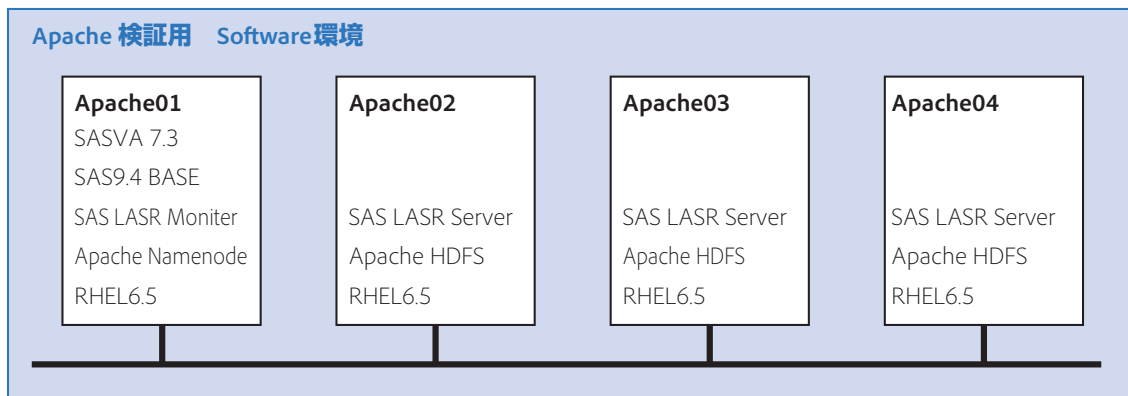 Apache 検証用　Software環境
Apache01
SASVA 7.3
SAS9.4 BASE
SAS LASR Moniter
Apache Namenode
RHEL6.5
Apache02
SAS LASR Server
Apache HDFS
RHEL6.5
Apache03
SAS LASR Server
Apache HDFS
RHEL6.5
Apache04
SAS LASR Server
Apache HDFS
RHEL6.5